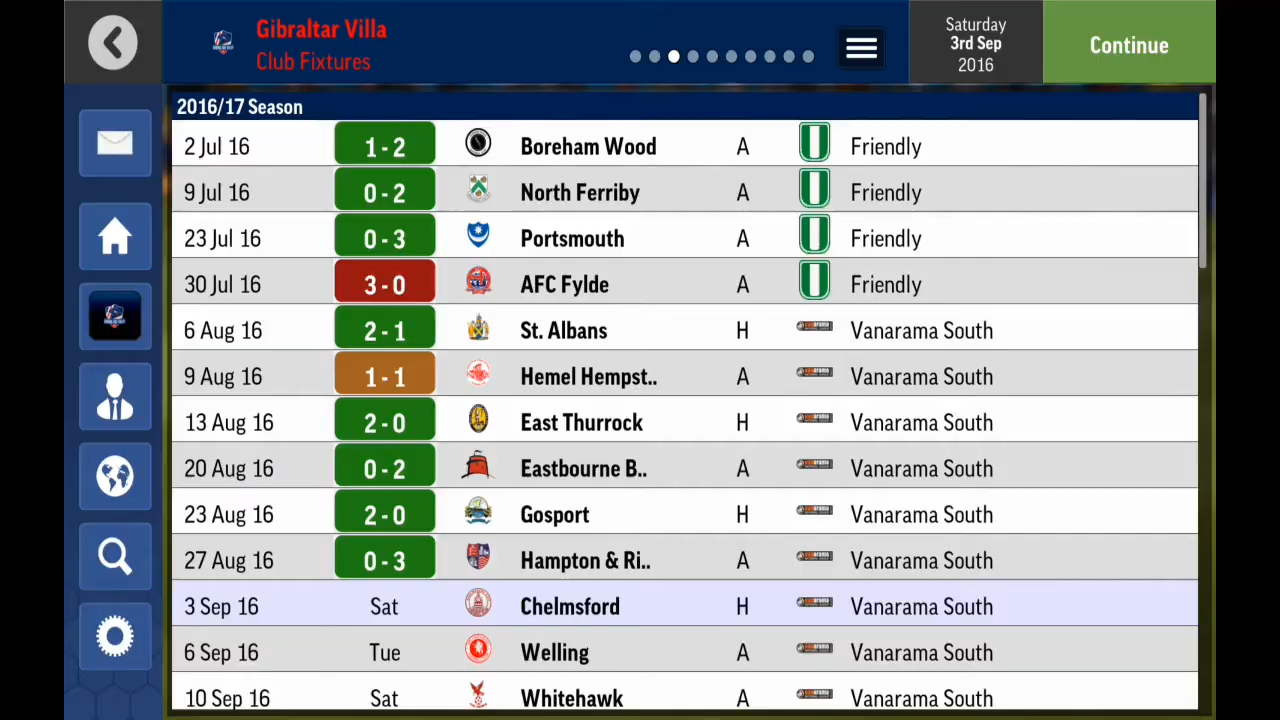 Gibraltar Villa
Club Fixtures
Saturday
3rd Sep
2016
Continue
2016/17 Season
2 Jul 16 1 - 2 Boreham Wood A Friendly
9 Jul 16 0 - 2 North Ferriby A Friendly
23 Jul 16 0 - 3 Portsmouth A Friendly
30 Jul 16 3 - 0 AFC Fylde A Friendly
6 Aug 16 2 - 1 St. Albans H Vanarama South
9 Aug 16 1 - 1 Hemel Hempst.. A Vanarama South
13 Aug 16 2 - 0 East Thurrock H Vanarama South
20 Aug 16 0 - 2 Eastbourne B.. A Vanarama South
23 Aug 16 2 - 0 Gosport H Vanarama South
27 Aug 16 0 - 3 Hampton & Ri.. A Vanarama South
3 Sep 16 Sat Chelmsford H Vanarama South
6 Sep 16 Tue Welling A Vanarama South
10 Sep 16 Sat Whitehawk A Vanarama South